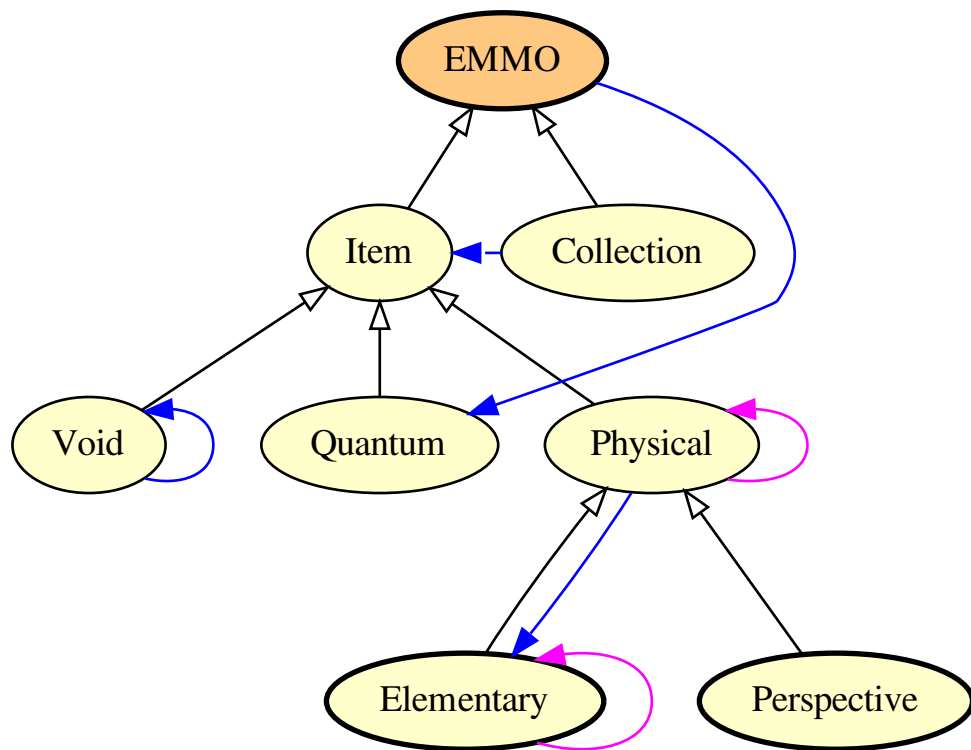 EMMO
Item
Collection
Void
Quantum
Physical
Elementary
Perspective